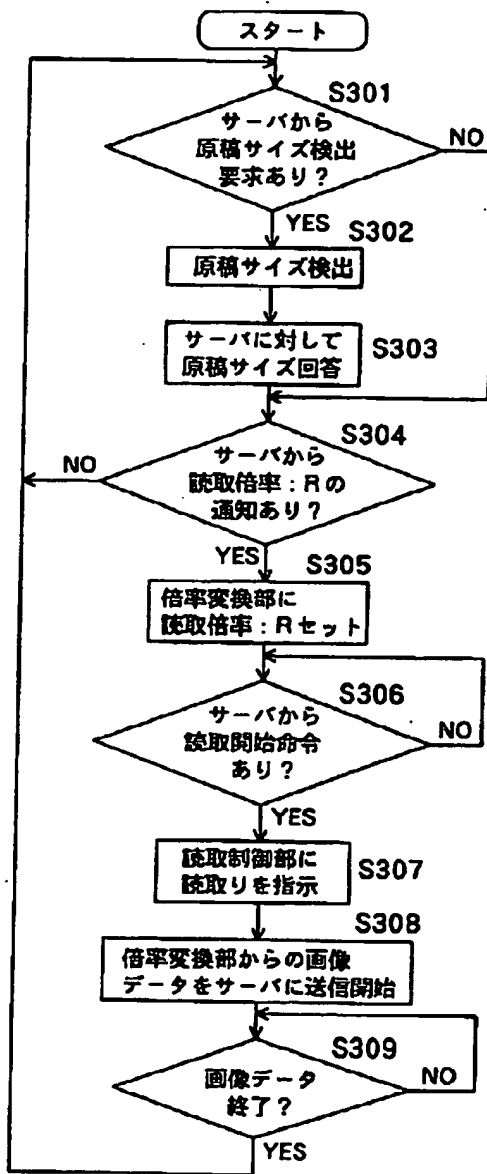 スタート
S301
サーバから
原稿サイズ検出
要求あり？
NO
YES
S302
原稿サイズ検出
サーバに対して
原稿サイズ回答
S303
S304
サーバから
読取倍率：Rの
通知あり？
NO
YES
S305
倍率変換部に
読取倍率：Rセット
S306
サーバから
読取開始命令
あり？
NO
YES
読取制御部に
読取りを指示
S307
S308
倍率変換部からの画像
データをサーバに送信開始
S309
画像データ
終了？
NO
YES